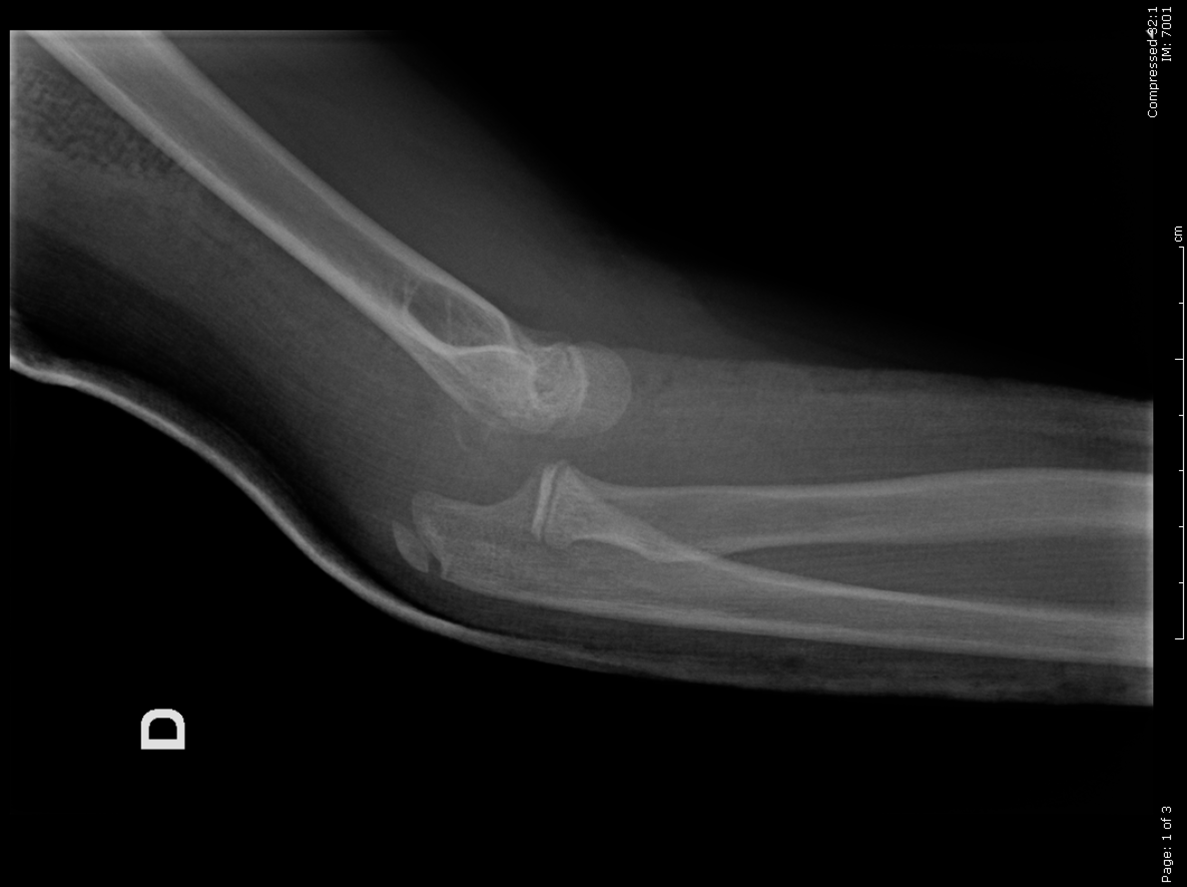 Compressed 32:1
IM: 7001
cm
D
Page: 1 of 3